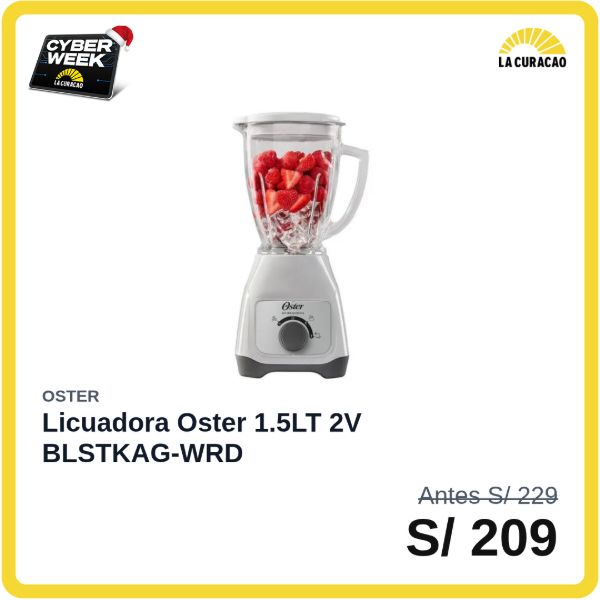 CYBER
WEEK
LA CURACAO
LA CURACAO
Oster
OSTER
Licuadora Oster 1.5LT 2V
BLSTKAG-WRD
Antes S/ 229
S/ 209